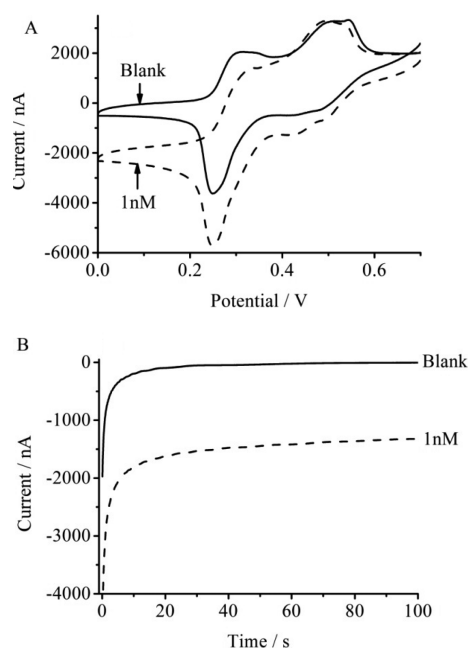 A
2000
Blank
0
-2000
1nM
-4000
-6000
0.0 0.2 0.4 0.6
Current / nA
Potential / V
B
0
Blank
-1000
1nM
-2000
-3000
-4000
0 20 40 60 80 100
Current / nA
Time / s